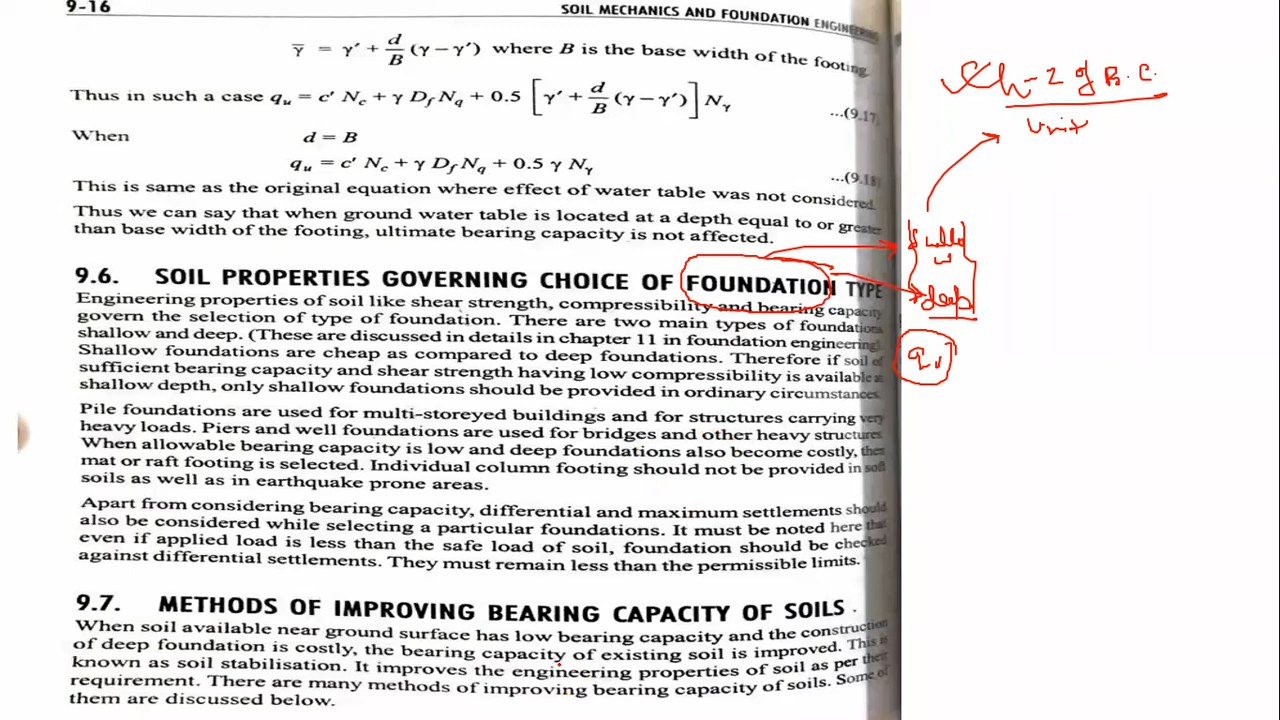 9-16
SOIL MECHANICS AND FOUNDATION ENGINEERING
γ̄ = γ′ + d/B (γ − γ′) where B is the base width of the footing.
Thus in such a case qu = c′ Nc + γ Df Nq + 0.5 [γ′ + d/B (γ − γ′)] Nγ
...(9.17)
When d = B
qu = c′ Nc + γ Df Nq + 0.5 γ Nγ
...(9.18)
This is same as the original equation where effect of water table was not considered.
Thus we can say that when ground water table is located at a depth equal to or greater
than base width of the footing, ultimate bearing capacity is not affected.
9.6. SOIL PROPERTIES GOVERNING CHOICE OF FOUNDATION TYPE
Engineering properties of soil like shear strength, compressibility and bearing capacity
govern the selection of type of foundation. There are two main types of foundations
shallow and deep. (These are discussed in details in chapter 11 in foundation engineering).
Shallow foundations are cheap as compared to deep foundations. Therefore if soil of
sufficient bearing capacity and shear strength having low compressibility is available at
shallow depth, only shallow foundations should be provided in ordinary circumstances.
Pile foundations are used for multi-storeyed buildings and for structures carrying very
heavy loads. Piers and well foundations are used for bridges and other heavy structures.
When allowable bearing capacity is low and deep foundations also become costly, then
mat or raft footing is selected. Individual column footing should not be provided in soft
soils as well as in earthquake prone areas.
Apart from considering bearing capacity, differential and maximum settlements should
also be considered while selecting a particular foundations. It must be noted here that
even if applied load is less than the safe load of soil, foundation should be checked
against differential settlements. They must remain less than the permissible limits.
9.7. METHODS OF IMPROVING BEARING CAPACITY OF SOILS
When soil available near ground surface has low bearing capacity and the construction
of deep foundation is costly, the bearing capacity of existing soil is improved. This is
known as soil stabilisation. It improves the engineering properties of soil as per their
requirement. There are many methods of improving bearing capacity of soils. Some of
them are discussed below.
Ch-2 of B.C.
Unit
deep
qu